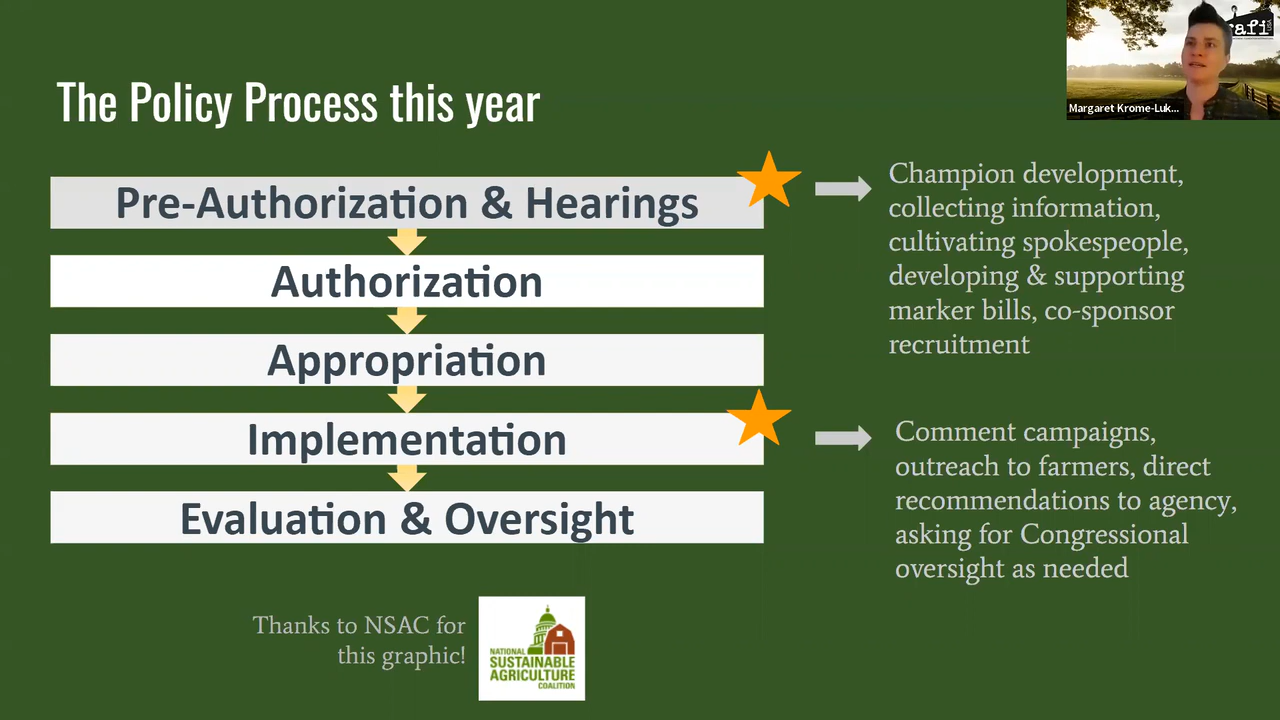 The Policy Process this year
Pre-Authorization & Hearings
Authorization
Appropriation
Implementation
Evaluation & Oversight
Champion development,
collecting information,
cultivating spokespeople,
developing & supporting
marker bills, co-sponsor
recruitment
Comment campaigns,
outreach to farmers, direct
recommendations to agency,
asking for Congressional
oversight as needed
Thanks to NSAC for
this graphic!
NATIONAL
SUSTAINABLE
AGRICULTURE
COALITION
rafi
USA
Margaret Krome-Luk...